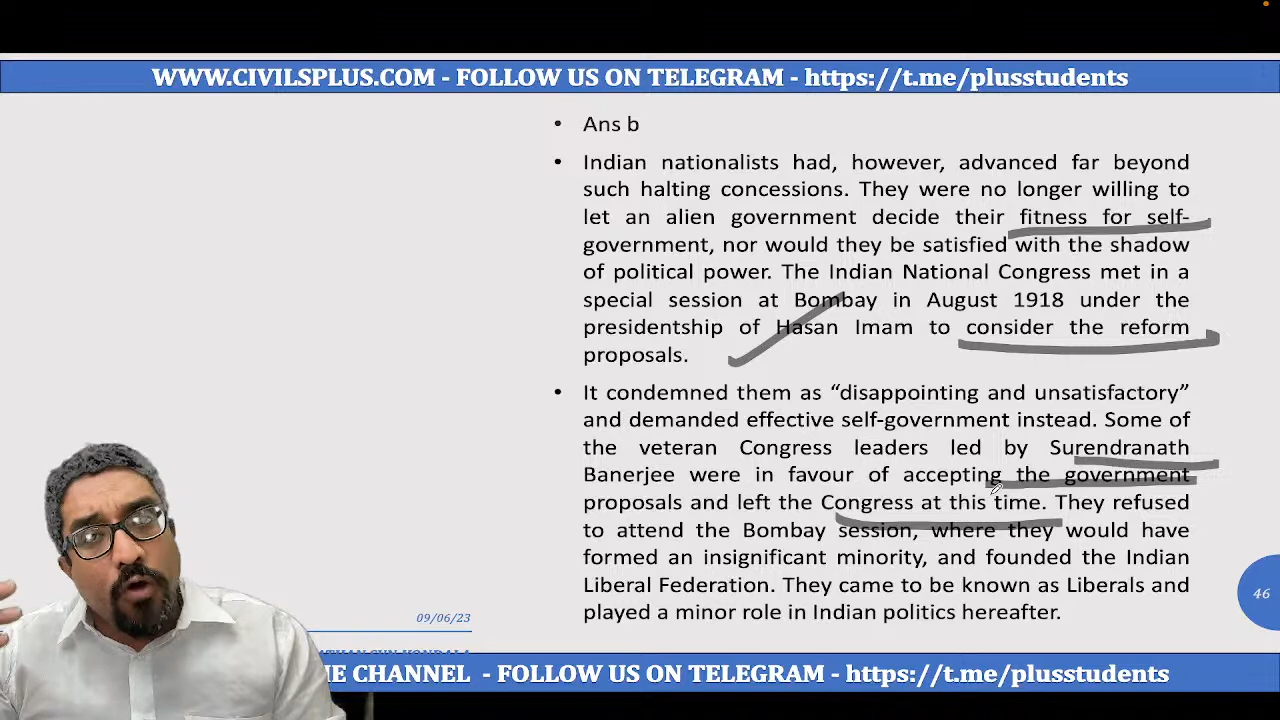 WWW.CIVILSPLUS.COM - FOLLOW US ON TELEGRAM - https://t.me/plusstudents
• Ans b
• Indian nationalists had, however, advanced far beyond
such halting concessions. They were no longer willing to
let an alien government decide their fitness for self-
government, nor would they be satisfied with the shadow
of political power. The Indian National Congress met in a
special session at Bombay in August 1918 under the
presidentship of Hasan Imam to consider the reform
proposals.
• It condemned them as “disappointing and unsatisfactory”
and demanded effective self-government instead. Some of
the veteran Congress leaders led by Surendranath
Banerjee were in favour of accepting the government
proposals and left the Congress at this time. They refused
to attend the Bombay session, where they would have
formed an insignificant minority, and founded the Indian
Liberal Federation. They came to be known as Liberals and
played a minor role in Indian politics hereafter.
46
09/06/23
CHANNEL - FOLLOW US ON TELEGRAM - https://t.me/plusstudents